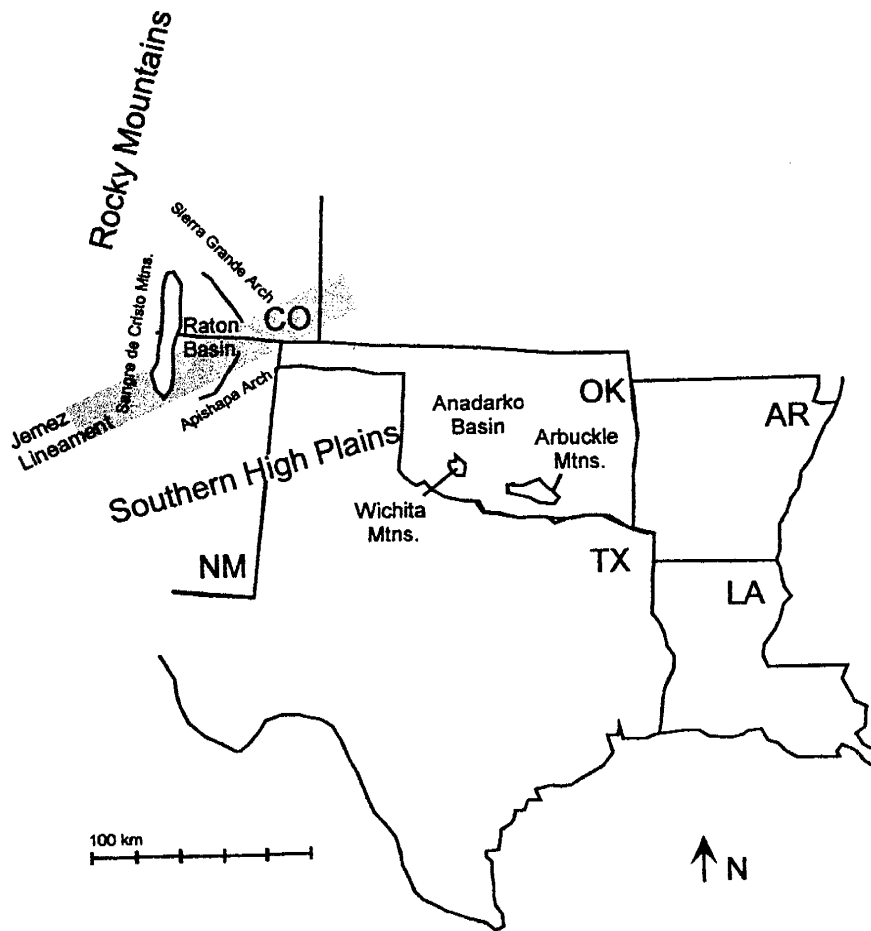 Rocky Mountains
Sierra Grande Arch
Sangre de Cristo Mtns.
CO
Raton
Basin
Apishapa Arch
Jemez
Lineament
Southern High Plains
OK
AR
Anadarko
Basin
Arbuckle
Mtns.
Wichita
Mtns.
NM
TX
LA
100 km
N